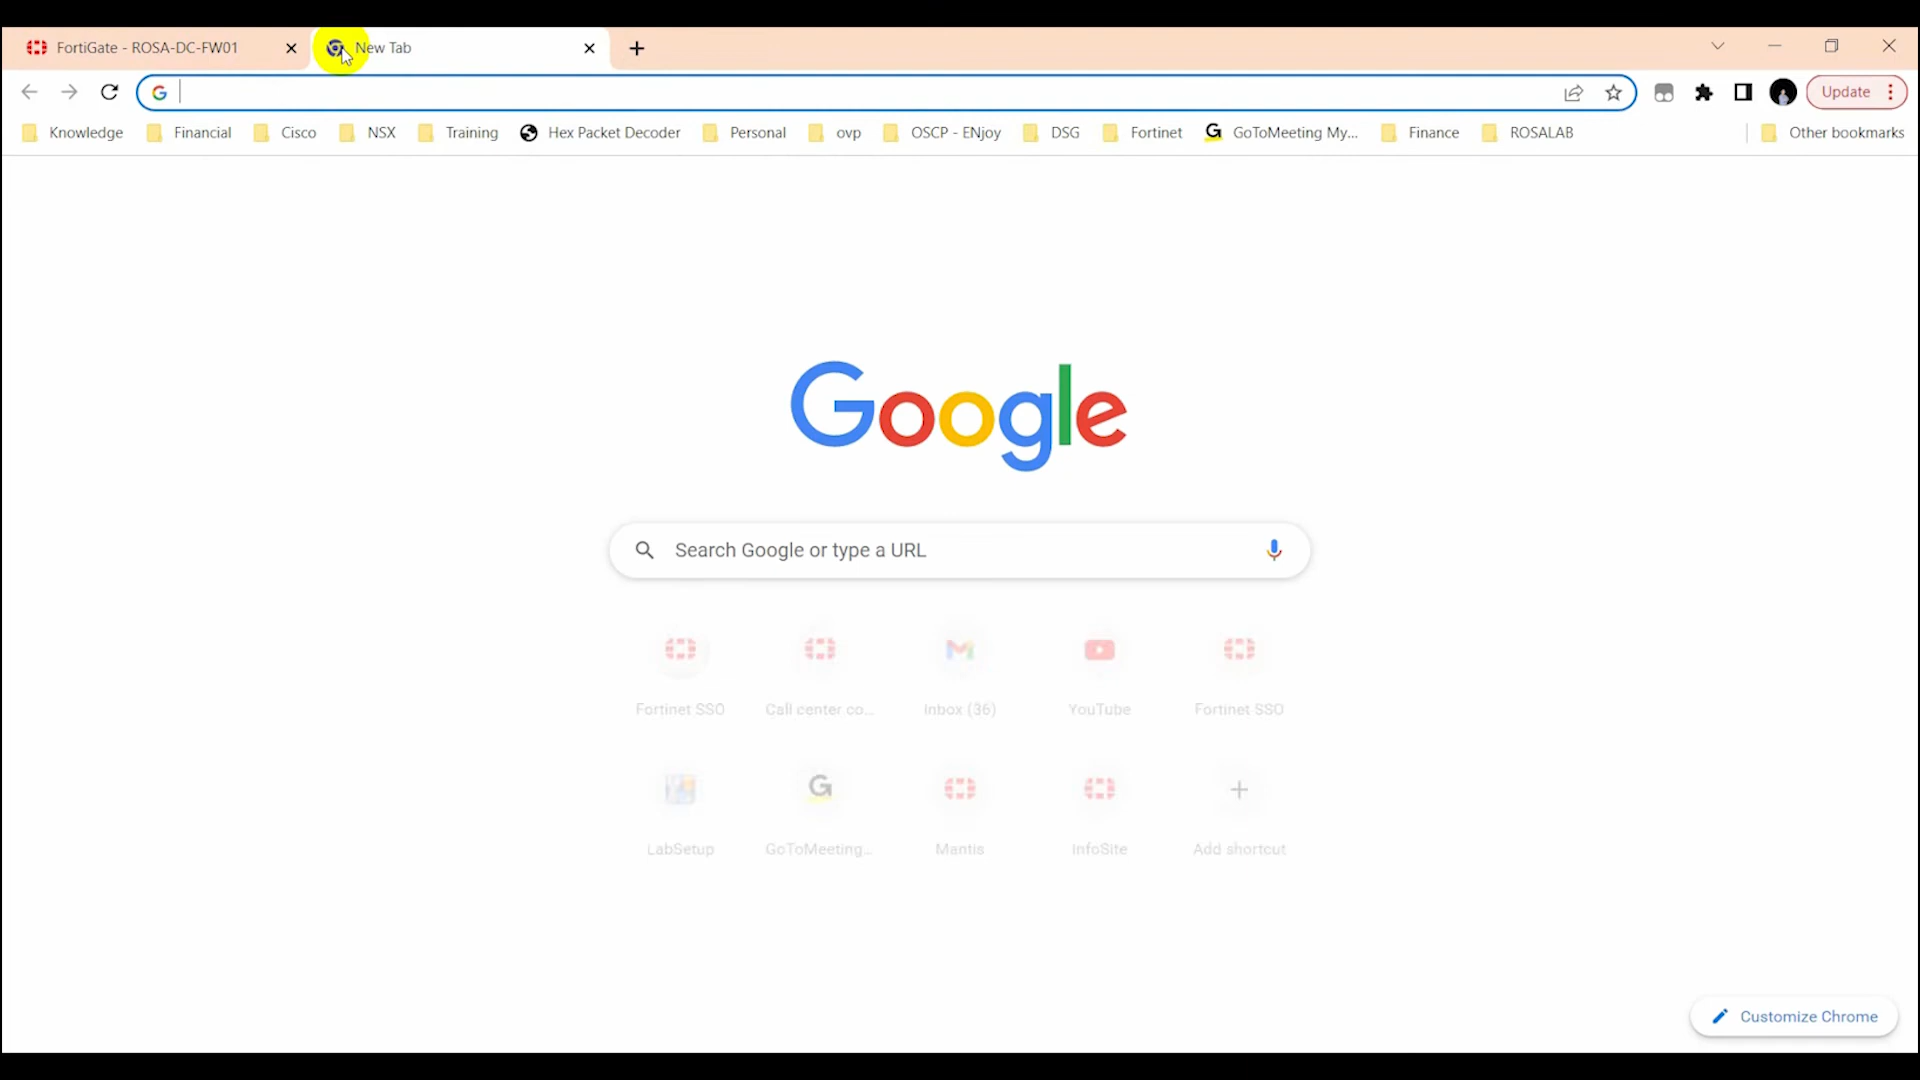 FortiGate - ROSA-DC-FW01
New Tab
Update
Knowledge Financial Cisco NSX Training Hex Packet Decoder Personal ovp OSCP - ENjoy DSG Fortinet GoToMeeting My... Finance ROSALAB Other bookmarks
Google
Search Google or type a URL
Fortinet SSO Call center co... Inbox (36) YouTube Fortinet SSO
LabSetup GoToMeeting... Mantis InfoSite Add shortcut
Customize Chrome